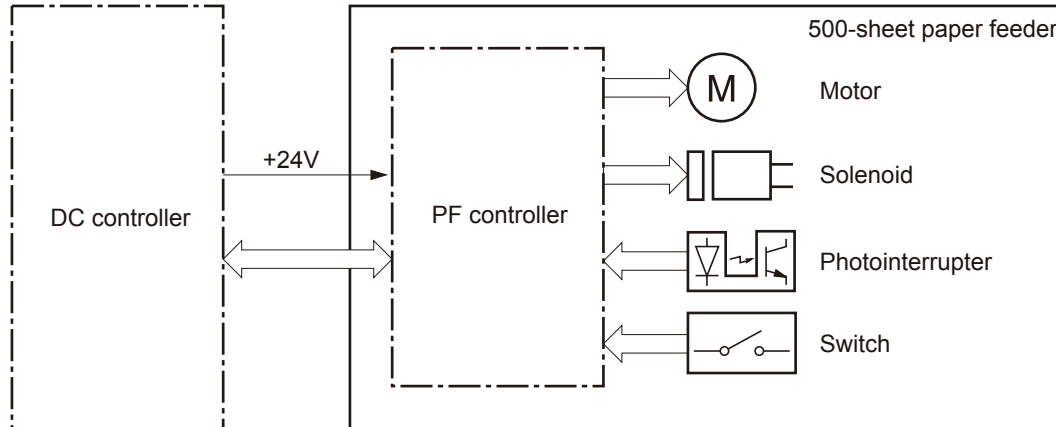 500-sheet paper feeder
M
Motor
+24V
Solenoid
DC controller
PF controller
Photointerrupter
Switch